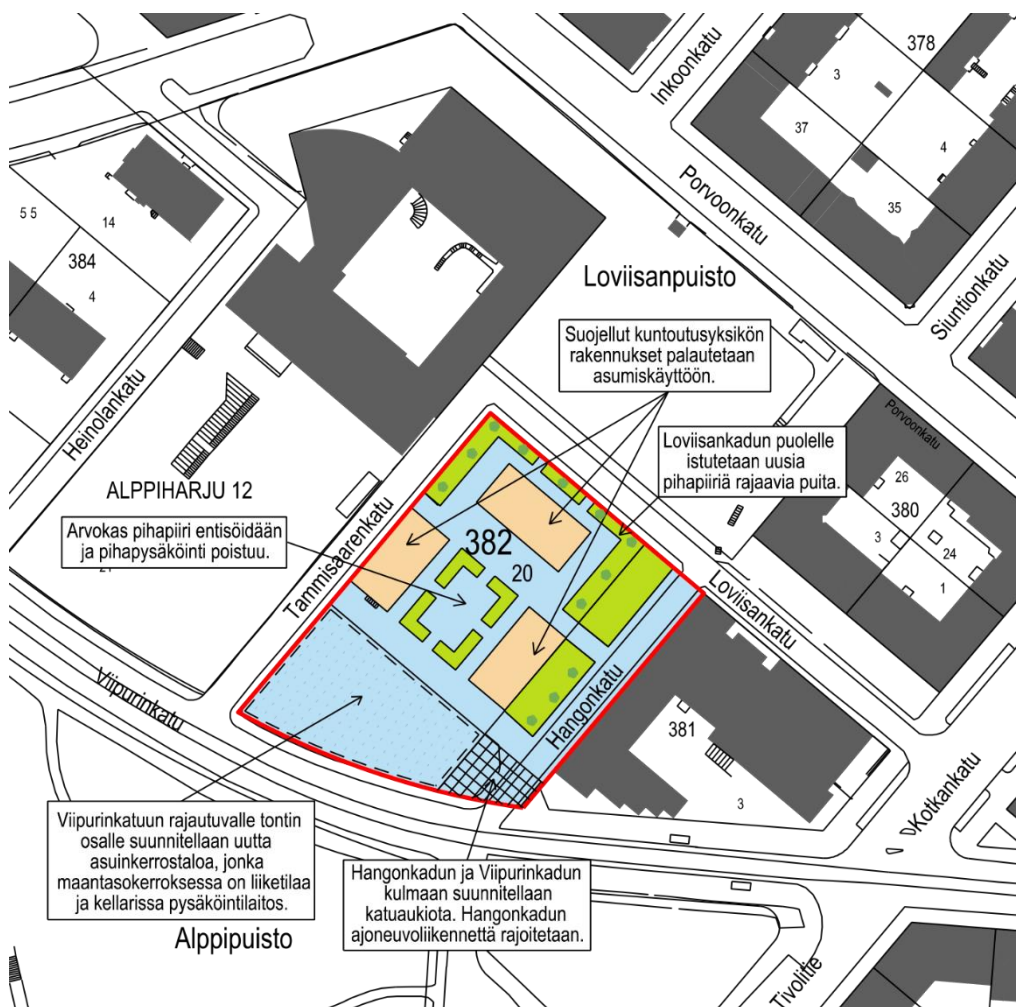 378
Inkoonkatu
3
37
4
Porvoonkatu
35
5 5
14
384
4
Loviisanpuisto
Siuntionkatu
Suojellut kuntoutusyksikön
rakennukset palautetaan
asumiskäyttöön.
Heinolankatu
Porvoonkatu
Loviisankadun puolelle
istutetaan uusia
pihapiiriä rajaavia puita.
26
380
3
24
1
ALPPIHARJU 12
Arvokas pihapiiri entisöidään
ja pihapysäköinti poistuu.
382
20
Tammisaarenkatu
Loviisankatu
Viipurinkatu
Hangonkatu
381
3
Kotkankatu
Viipurinkatuun rajautuvalle tontin
osalle suunnitellaan uutta
asuinkerrostaloa, jonka
maantasokerroksessa on liiketilaa
ja kellarissa pysäköintilaitos.
Hangonkadun ja Viipurinkadun
kulmaan suunnitellaan
katuaukiota. Hangonkadun
ajoneuvoliikennettä rajoitetaan.
Alppipuisto
Tivolitie